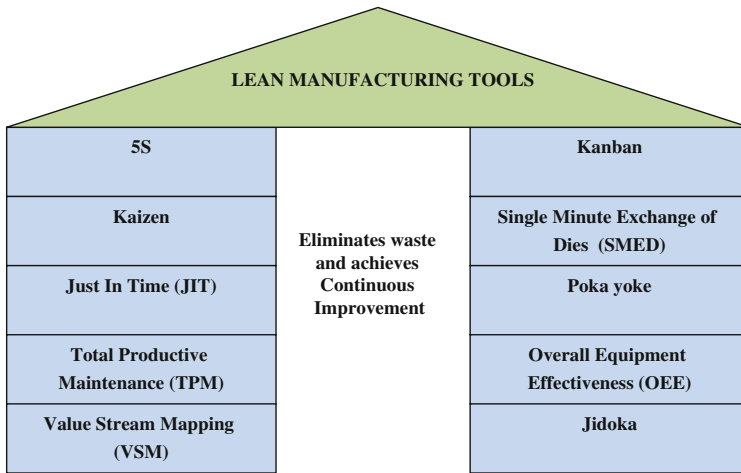 LEAN MANUFACTURING TOOLS
5S
Kaizen
Just In Time (JIT)
Total Productive
Maintenance (TPM)
Value Stream Mapping
(VSM)
Eliminates waste
and achieves
Continuous
Improvement
Kanban
Single Minute Exchange of
Dies (SMED)
Poka yoke
Overall Equipment
Effectiveness (OEE)
Jidoka